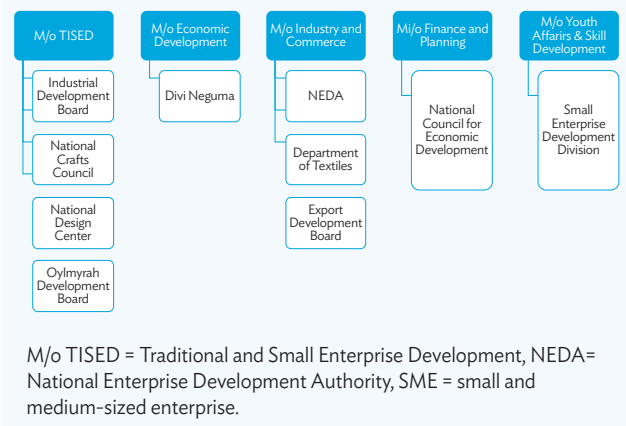 M/o TISED
M/o Economic
Development
M/o Industry and
Commerce
Mi/o Finance and
Planning
M/o Youth
Affarirs & Skill
Development
Industrial
Development
Board
National
Crafts
Council
National
Design
Center
Oylmyrah
Development
Board
Divi Neguma
NEDA
Department
of Textiles
Export
Development
Board
National
Council for
Economic
Development
Small
Enterprise
Development
Division
M/o TISED = Traditional and Small Enterprise Development, NEDA=
National Enterprise Development Authority, SME = small and
medium-sized enterprise.